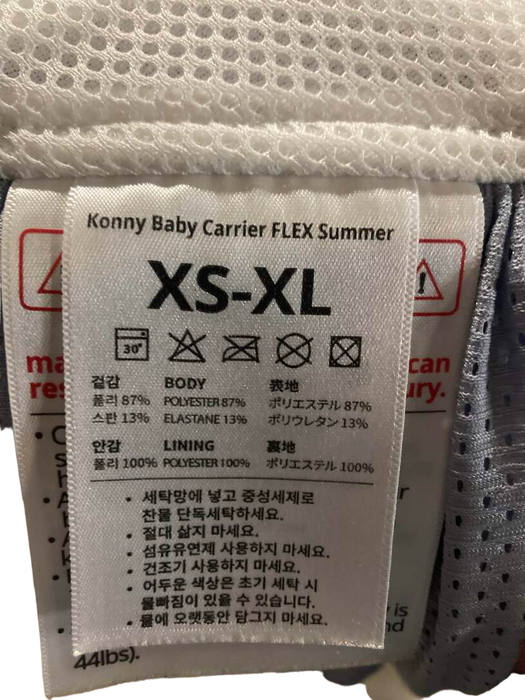 Konny Baby Carrier FLEX Summer
XS-XL
30°
겉감 BODY 表地
폴리 87% POLYESTER 87% ポリエステル 87%
스판 13% ELASTANE 13% ポリウレタン 13%
안감 LINING 裏地
폴리 100% POLYESTER 100% ポリエステル 100%
• 세탁망에 넣고 중성세제로
찬물 단독세탁하세요.
• 절대 삶지 마세요.
• 섬유유연제 사용하지 마세요.
• 건조기 사용하지 마세요.
• 어두운 색상은 초기 세탁 시
물빠짐이 있을 수 있습니다.
• 물에 오랫동안 담그지 마세요.
can
is
44lbs).